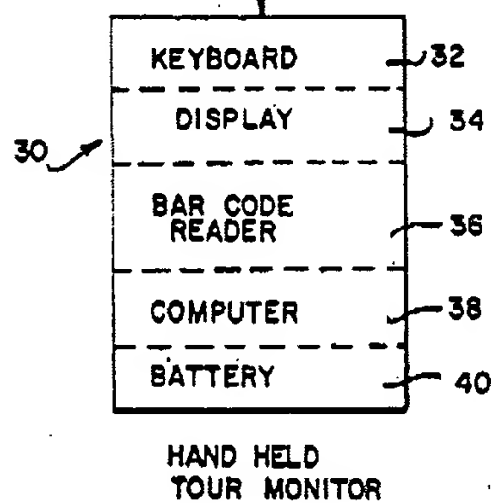 KEYBOARD 32
DISPLAY 34
30
BAR CODE
READER 36
COMPUTER 38
BATTERY 40
HAND HELD
TOUR MONITOR